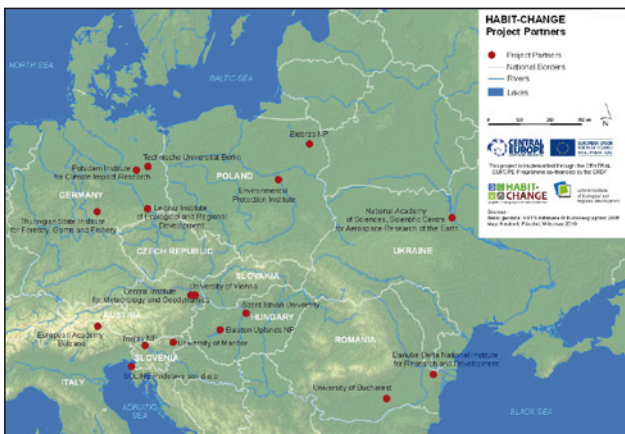 HABIT-CHANGE
Project Partners
Project Partners
National Borders
Rivers
Lakes
N
CENTRAL
EUROPE
EUROPEAN UNION
This project is implemented through the CENTRAL
EUROPE Programme co-financed by the ERDF
HABIT-
CHANGE
NORTH SEA
BALTIC SEA
Biebrza NP
Technische Universität Berlin
Potsdam Institute
for Climate Impact Research
POLAND
Environmental
Protection Institute
GERMANY
Leibniz Institute
of Ecological and Regional
Development
Thuringian State Institute
for Forestry, Game and Fishery
National Academy
of Sciences, Scientific Centre
for Aerospace Research of the Earth
UKRAINE
CZECH REPUBLIC
SLOVAKIA
University of Vienna
Central Institute
for Meteorology and Geodynamics
Szent Istvan University
HUNGARY
AUSTRIA
Balaton Uplands NP
European Academy
Bolzano
Triglav NP
University of Maribor
SLOVENIA
ROMANIA
Danube Delta National Institute
for Research and Development
ITALY
University of Bucharest
ADRIATIC
SEA
BLACK SEA